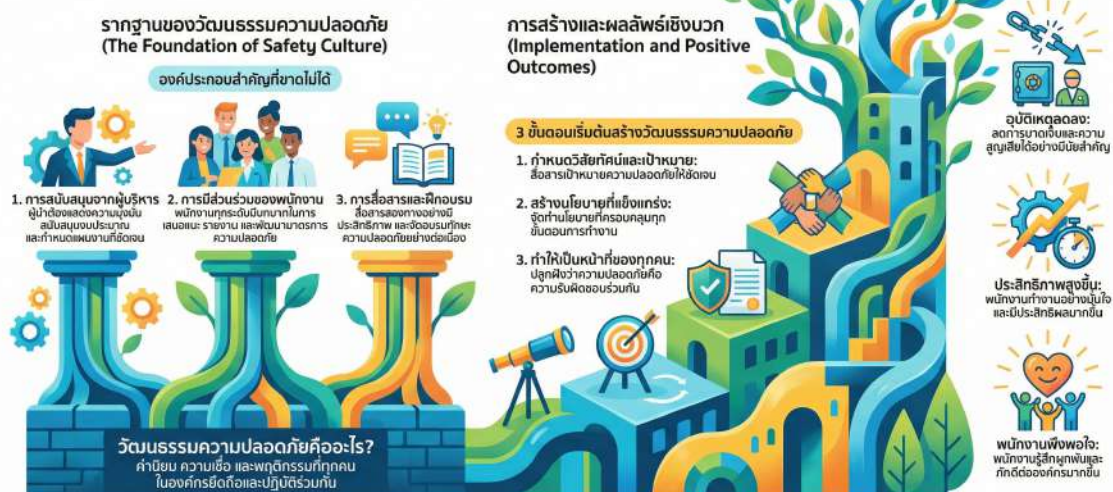 รากฐานของวัฒนธรรมความปลอดภัย
(The Foundation of Safety Culture)
องค์ประกอบสำคัญที่ขาดไม่ได้
1. การสนับสนุนจากผู้บริหาร
ผู้นำต้องแสดงความมุ่งมั่น
สนับสนุนงบประมาณ
และกำหนดแผนงานที่ชัดเจน
2. การมีส่วนร่วมของพนักงาน
พนักงานทุกระดับมีบทบาทในการ
เสนอแนะ รายงาน และพัฒนามาตรการ
ความปลอดภัย
3. การสื่อสารและฝึกอบรม
สื่อสารสองทางอย่างมี
ประสิทธิภาพ และจัดอบรมทักษะ
ความปลอดภัยอย่างต่อเนื่อง
วัฒนธรรมความปลอดภัยคืออะไร?
ค่านิยม ความเชื่อ และพฤติกรรมที่ทุกคน
ในองค์กรยึดถือและปฏิบัติร่วมกัน
การสร้างและผลลัพธ์เชิงบวก
(Implementation and Positive
Outcomes)
3 ขั้นตอนเริ่มต้นสร้างวัฒนธรรมความปลอดภัย
1. กำหนดวิสัยทัศน์และเป้าหมาย:
สื่อสารเป้าหมายความปลอดภัยให้ชัดเจน
2. สร้างนโยบายที่แข็งแกร่ง:
จัดทำนโยบายที่ครอบคลุมทุก
ขั้นตอนการทำงาน
3. ทำให้เป็นหน้าที่ของทุกคน:
ปลูกฝังว่าความปลอดภัยคือ
ความรับผิดชอบร่วมกัน
อุบัติเหตุลดลง:
ลดการบาดเจ็บและความ
สูญเสียได้อย่างมีนัยสำคัญ
ประสิทธิภาพสูงขึ้น:
พนักงานทำงานอย่างมั่นใจ
และมีประสิทธิผลมากขึ้น
พนักงานพึงพอใจ:
พนักงานรู้สึกผูกพันและ
ภักดีต่อองค์กรมากขึ้น